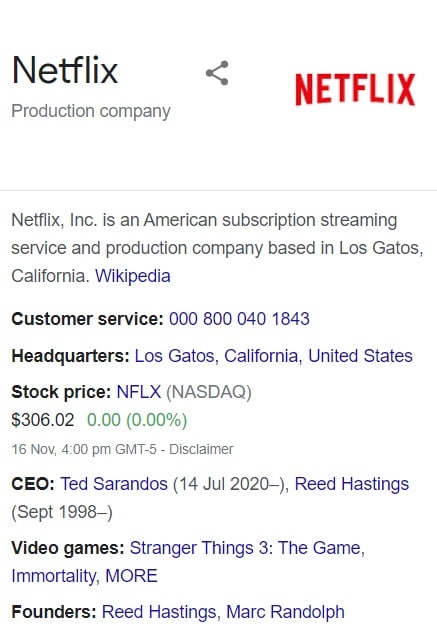 Netflix
NETFLIX
Production company
Netflix, Inc. is an American subscription streaming
service and production company based in Los Gatos,
California. Wikipedia
Customer service: 000 800 040 1843
Headquarters: Los Gatos, California, United States
Stock price: NFLX (NASDAQ)
$306.02 0.00 (0.00%)
16 Nov, 4:00 pm GMT-5 - Disclaimer
CEO: Ted Sarandos (14 Jul 2020–), Reed Hastings
(Sept 1998–)
Video games: Stranger Things 3: The Game,
Immortality, MORE
Founders: Reed Hastings, Marc Randolph